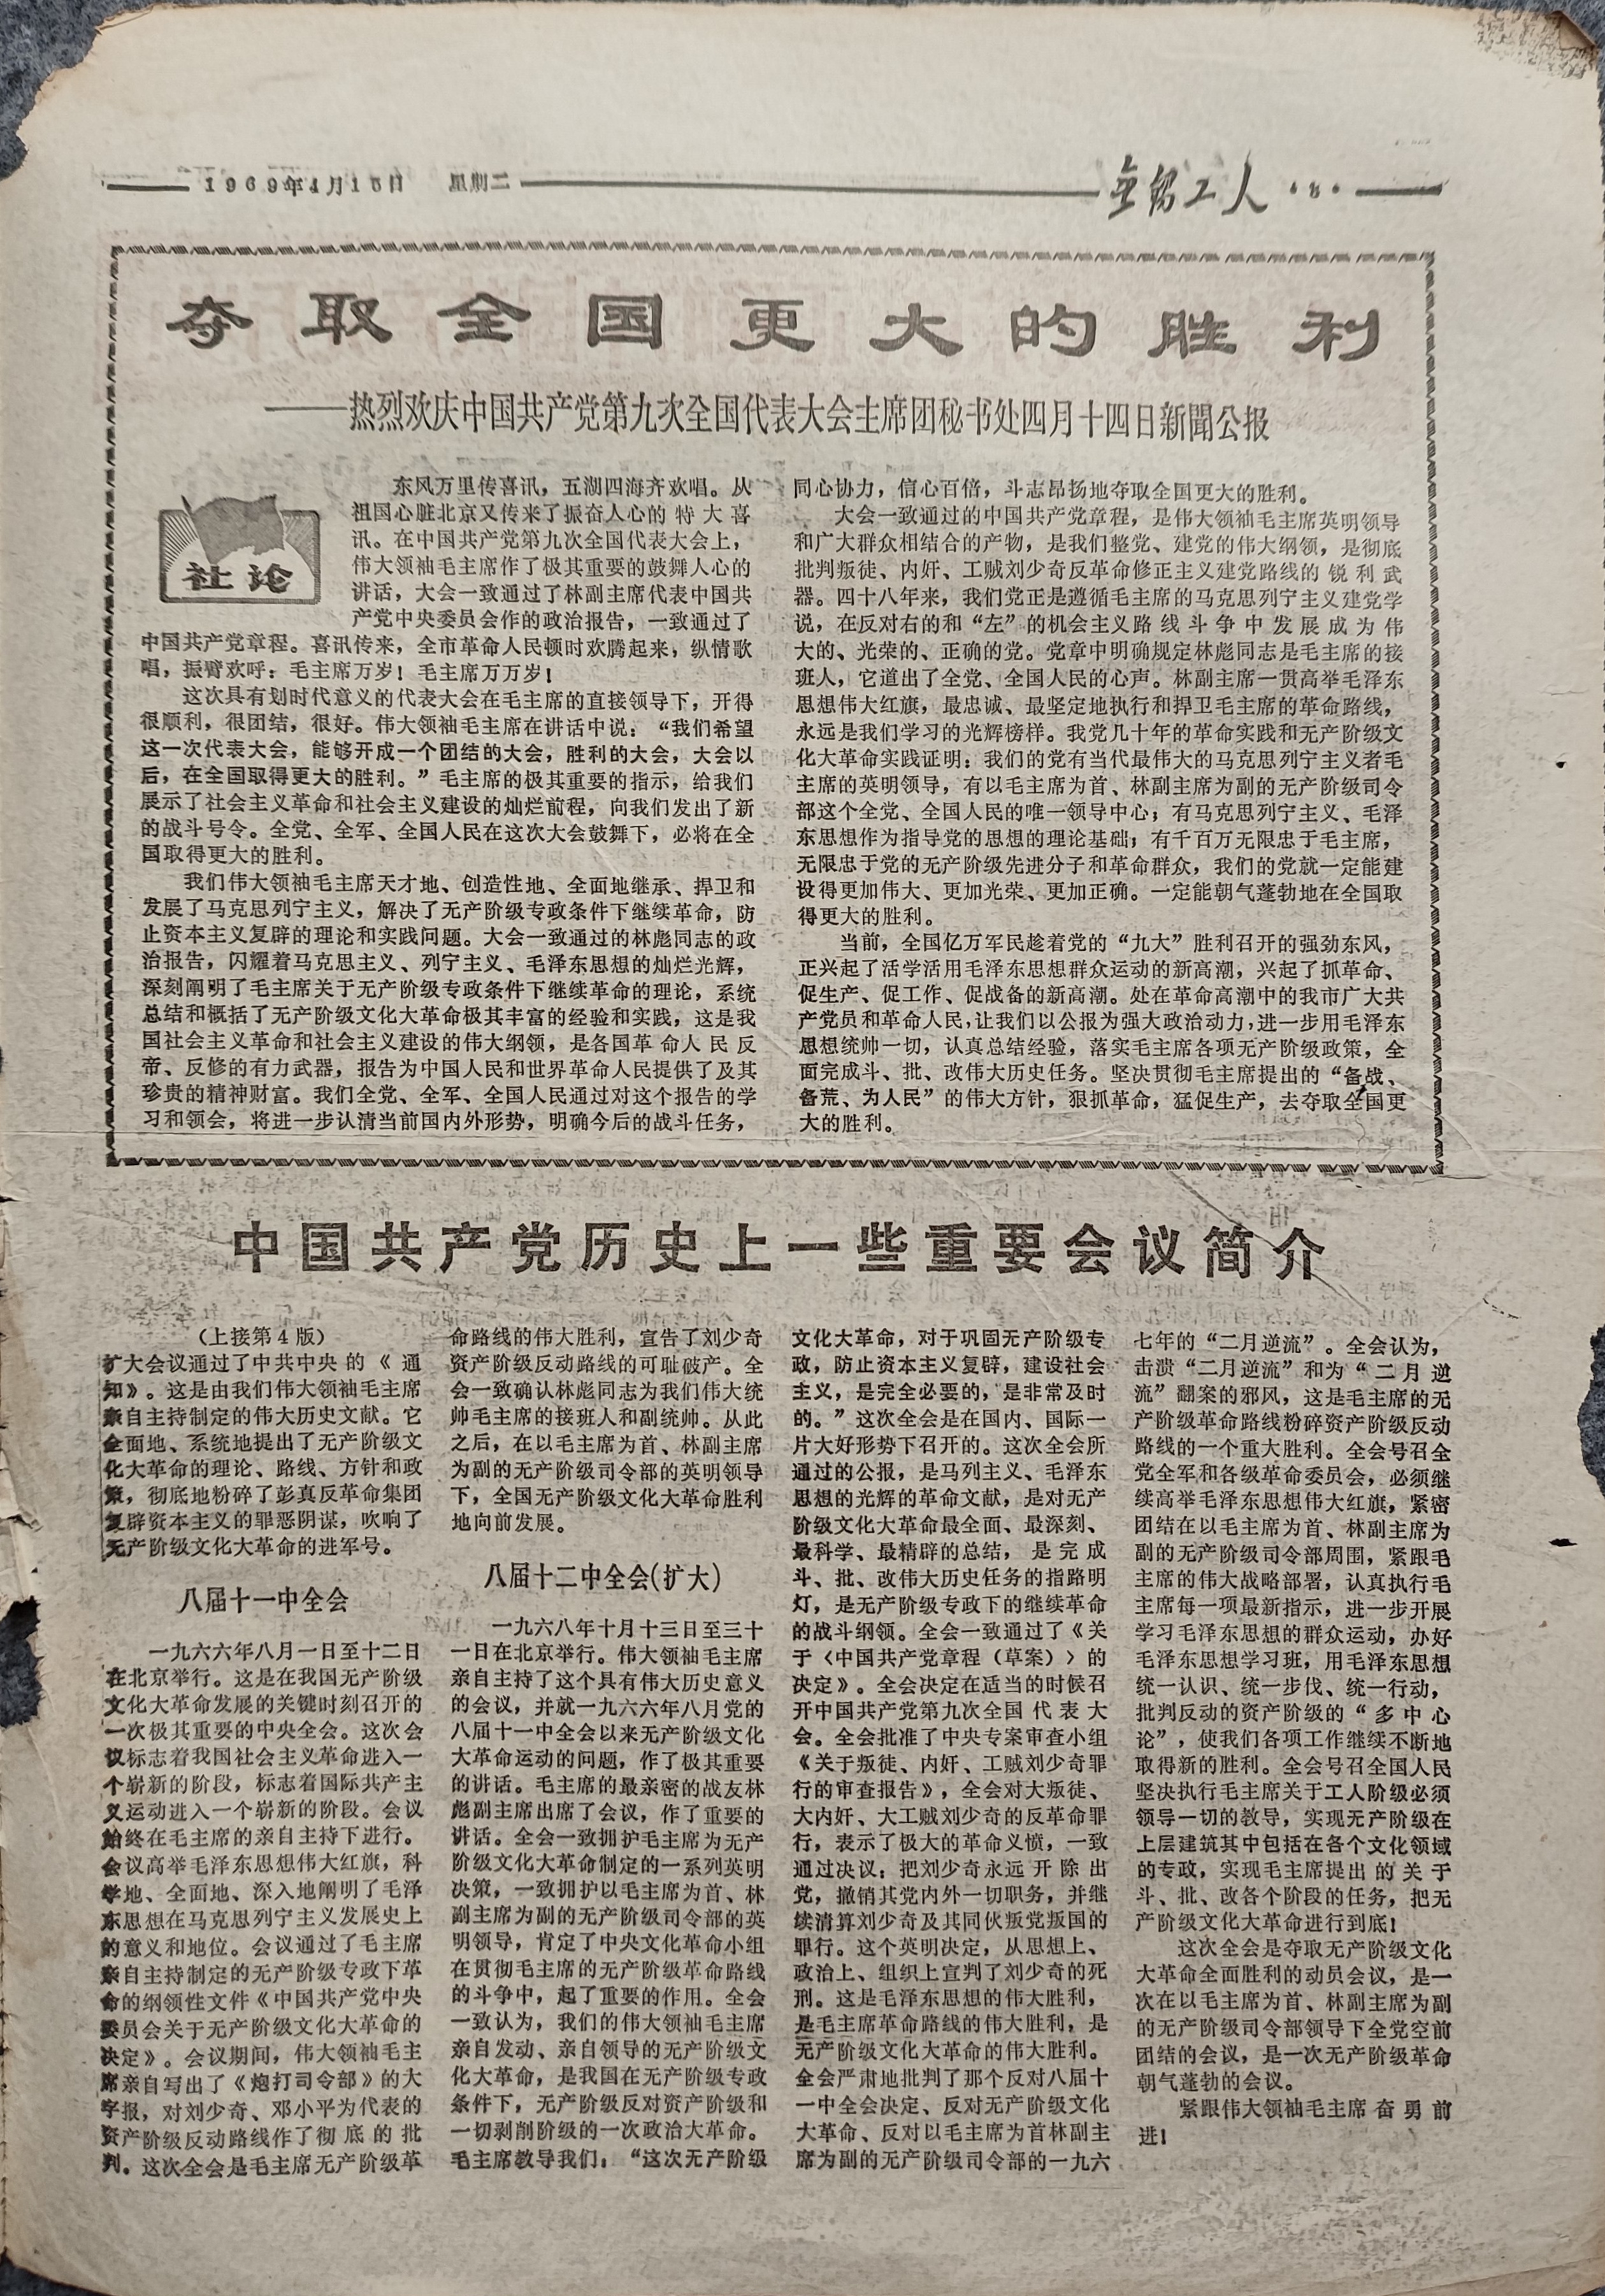 1969年4月15日 星期二
无锡工人
夺取全国更大的胜利
——热烈欢庆中国共产党第九次全国代表大会主席团秘书处四月十四日新聞公报
社论
东风万里传喜讯，五湖四海齐欢唱。从
祖国心脏北京又传来了振奋人心的特大喜
讯。在中国共产党第九次全国代表大会上，
伟大领袖毛主席作了极其重要的鼓舞人心的
讲话，大会一致通过了林副主席代表中国共
产党中央委员会作的政治报告，一致通过了
中国共产党章程。喜讯传来，全市革命人民顿时欢腾起来，纵情歌
唱，振臂欢呼：毛主席万岁！毛主席万万岁！
这次具有划时代意义的代表大会在毛主席的直接领导下，开得
很顺利，很团结，很好。伟大领袖毛主席在讲话中说：“我们希望
这一次代表大会，能够开成一个团结的大会，胜利的大会，大会以
后，在全国取得更大的胜利。”毛主席的极其重要的指示，给我们
展示了社会主义革命和社会主义建设的灿烂前程，向我们发出了新
的战斗号令。全党、全军、全国人民在这次大会鼓舞下，必将在全
国取得更大的胜利。
我们伟大领袖毛主席天才地、创造性地、全面地继承、捍卫和
发展了马克思列宁主义，解决了无产阶级专政条件下继续革命，防
止资本主义复辟的理论和实践问题。大会一致通过的林彪同志的政
治报告，闪耀着马克思主义、列宁主义、毛泽东思想的灿烂光辉，
深刻阐明了毛主席关于无产阶级专政条件下继续革命的理论，系统
总结和概括了无产阶级文化大革命极其丰富的经验和实践，这是我
国社会主义革命和社会主义建设的伟大纲领，是各国革命人民反
帝、反修的有力武器，报告为中国人民和世界革命人民提供了及其
珍贵的精神财富。我们全党、全军、全国人民通过对这个报告的学
习和领会，将进一步认清当前国内外形势，明确今后的战斗任务，
同心协力，信心百倍，斗志昂扬地夺取全国更大的胜利。
大会一致通过的中国共产党章程，是伟大领袖毛主席英明领导
和广大群众相结合的产物，是我们整党、建党的伟大纲领，是彻底
批判叛徒、内奸、工贼刘少奇反革命修正主义建党路线的锐利武
器。四十八年来，我们党正是遵循毛主席的马克思列宁主义建党学
说，在反对右的和“左”的机会主义路线斗争中发展成为伟
大的、光荣的、正确的党。党章中明确规定林彪同志是毛主席的接
班人，它道出了全党、全国人民的心声。林副主席一贯高举毛泽东
思想伟大红旗，最忠诚、最坚定地执行和捍卫毛主席的革命路线，
永远是我们学习的光辉榜样。我党几十年的革命实践和无产阶级文
化大革命实践证明：我们的党有当代最伟大的马克思列宁主义者毛
主席的英明领导，有以毛主席为首、林副主席为副的无产阶级司令
部这个全党、全国人民的唯一领导中心；有马克思列宁主义、毛泽
东思想作为指导党的思想的理论基础；有千百万无限忠于毛主席，
无限忠于党的无产阶级先进分子和革命群众，我们的党就一定能建
设得更加伟大、更加光荣、更加正确。一定能朝气蓬勃地在全国取
得更大的胜利。
当前，全国亿万军民趁着党的“九大”胜利召开的强劲东风，
正兴起了活学活用毛泽东思想群众运动的新高潮，兴起了抓革命、
促生产、促工作、促战备的新高潮。处在革命高潮中的我市广大共
产党员和革命人民，让我们以公报为强大政治动力，进一步用毛泽东
思想统帅一切，认真总结经验，落实毛主席各项无产阶级政策，全
面完成斗、批、改伟大历史任务。坚决贯彻毛主席提出的“备战、
备荒、为人民”的伟大方针，狠抓革命，猛促生产，去夺取全国更
大的胜利。
中国共产党历史上一些重要会议简介
（上接第4版）
扩大会议通过了中共中央的《通
知》。这是由我们伟大领袖毛主席
亲自主持制定的伟大历史文献。它
全面地、系统地提出了无产阶级文
化大革命的理论、路线、方针和政
策，彻底地粉碎了彭真反革命集团
复辟资本主义的罪恶阴谋，吹响了
无产阶级文化大革命的进军号。
八届十一中全会
一九六六年八月一日至十二日
在北京举行。这是在我国无产阶级
文化大革命发展的关键时刻召开的
一次极其重要的中央全会。这次会
议标志着我国社会主义革命进入一
个崭新的阶段，标志着国际共产主
义运动进入一个崭新的阶段。会议
始终在毛主席的亲自主持下进行。
会议高举毛泽东思想伟大红旗，科
学地、全面地、深入地阐明了毛泽
东思想在马克思列宁主义发展史上
的意义和地位。会议通过了毛主席
亲自主持制定的无产阶级专政下革
命的纲领性文件《中国共产党中央
委员会关于无产阶级文化大革命的
决定》。会议期间，伟大领袖毛主
席亲自写出了《炮打司令部》的大
字报，对刘少奇、邓小平为代表的
资产阶级反动路线作了彻底的批
判。这次全会是毛主席无产阶级革
命路线的伟大胜利，宣告了刘少奇
资产阶级反动路线的可耻破产。全
会一致确认林彪同志为我们伟大统
帅毛主席的接班人和副统帅。从此
之后，在以毛主席为首、林副主席
为副的无产阶级司令部的英明领导
下，全国无产阶级文化大革命胜利
地向前发展。
八届十二中全会（扩大）
一九六八年十月十三日至三十
一日在北京举行。伟大领袖毛主席
亲自主持了这个具有伟大历史意义
的会议，并就一九六六年八月党的
八届十一中全会以来无产阶级文化
大革命运动的问题，作了极其重要
的讲话。毛主席的最亲密的战友林
彪副主席出席了会议，作了重要的
讲话。全会一致拥护毛主席为无产
阶级文化大革命制定的一系列英明
决策，一致拥护以毛主席为首、林
副主席为副的无产阶级司令部的英
明领导，肯定了中央文化革命小组
在贯彻毛主席的无产阶级革命路线
的斗争中，起了重要的作用。全会
一致认为，我们的伟大领袖毛主席
亲自发动、亲自领导的无产阶级文
化大革命，是我国在无产阶级专政
条件下，无产阶级反对资产阶级和
一切剥削阶级的一次政治大革命。
毛主席教导我们：“这次无产阶级
文化大革命，对于巩固无产阶级专
政，防止资本主义复辟，建设社会
主义，是完全必要的，是非常及时
的。”这次全会是在国内、国际一
片大好形势下召开的。这次全会所
通过的公报，是马列主义、毛泽东
思想的光辉的革命文献，是对无产
阶级文化大革命最全面、最深刻、
最科学、最精辟的总结，是完成
斗、批、改伟大历史任务的指路明
灯，是无产阶级专政下的继续革命
的战斗纲领。全会一致通过了《关
于〈中国共产党章程（草案）〉的
决定》。全会决定在适当的时候召
开中国共产党第九次全国代表大
会。全会批准了中央专案审查小组
《关于叛徒、内奸、工贼刘少奇罪
行的审查报告》，全会对大叛徒、
大内奸、大工贼刘少奇的反革命罪
行，表示了极大的革命义愤，一致
通过决议：把刘少奇永远开除出
党，撤销其党内外一切职务，并继
续清算刘少奇及其同伙叛党叛国的
罪行。这个英明决定，从思想上、
政治上、组织上宣判了刘少奇的死
刑。这是毛泽东思想的伟大胜利，
是毛主席革命路线的伟大胜利，是
无产阶级文化大革命的伟大胜利。
全会严肃地批判了那个反对八届十
一中全会决定、反对无产阶级文化
大革命、反对以毛主席为首林副主
席为副的无产阶级司令部的一九六
七年的“二月逆流”。全会认为，
击溃“二月逆流”和为“二月逆
流”翻案的邪风，这是毛主席的无
产阶级革命路线粉碎资产阶级反动
路线的一个重大胜利。全会号召全
党全军和各级革命委员会，必须继
续高举毛泽东思想伟大红旗，紧密
团结在以毛主席为首、林副主席为
副的无产阶级司令部周围，紧跟毛
主席的伟大战略部署，认真执行毛
主席每一项最新指示，进一步开展
学习毛泽东思想的群众运动，办好
毛泽东思想学习班，用毛泽东思想
统一认识、统一步伐、统一行动，
批判反动的资产阶级的“多中心
论”，使我们各项工作继续不断地
取得新的胜利。全会号召全国人民
坚决执行毛主席关于工人阶级必须
领导一切的教导，实现无产阶级在
上层建筑其中包括在各个文化领域
的专政，实现毛主席提出的关于
斗、批、改各个阶段的任务，把无
产阶级文化大革命进行到底！
这次全会是夺取无产阶级文化
大革命全面胜利的动员会议，是一
次在以毛主席为首、林副主席为副
的无产阶级司令部领导下全党空前
团结的会议，是一次无产阶级革命
朝气蓬勃的会议。
紧跟伟大领袖毛主席奋勇前
进！